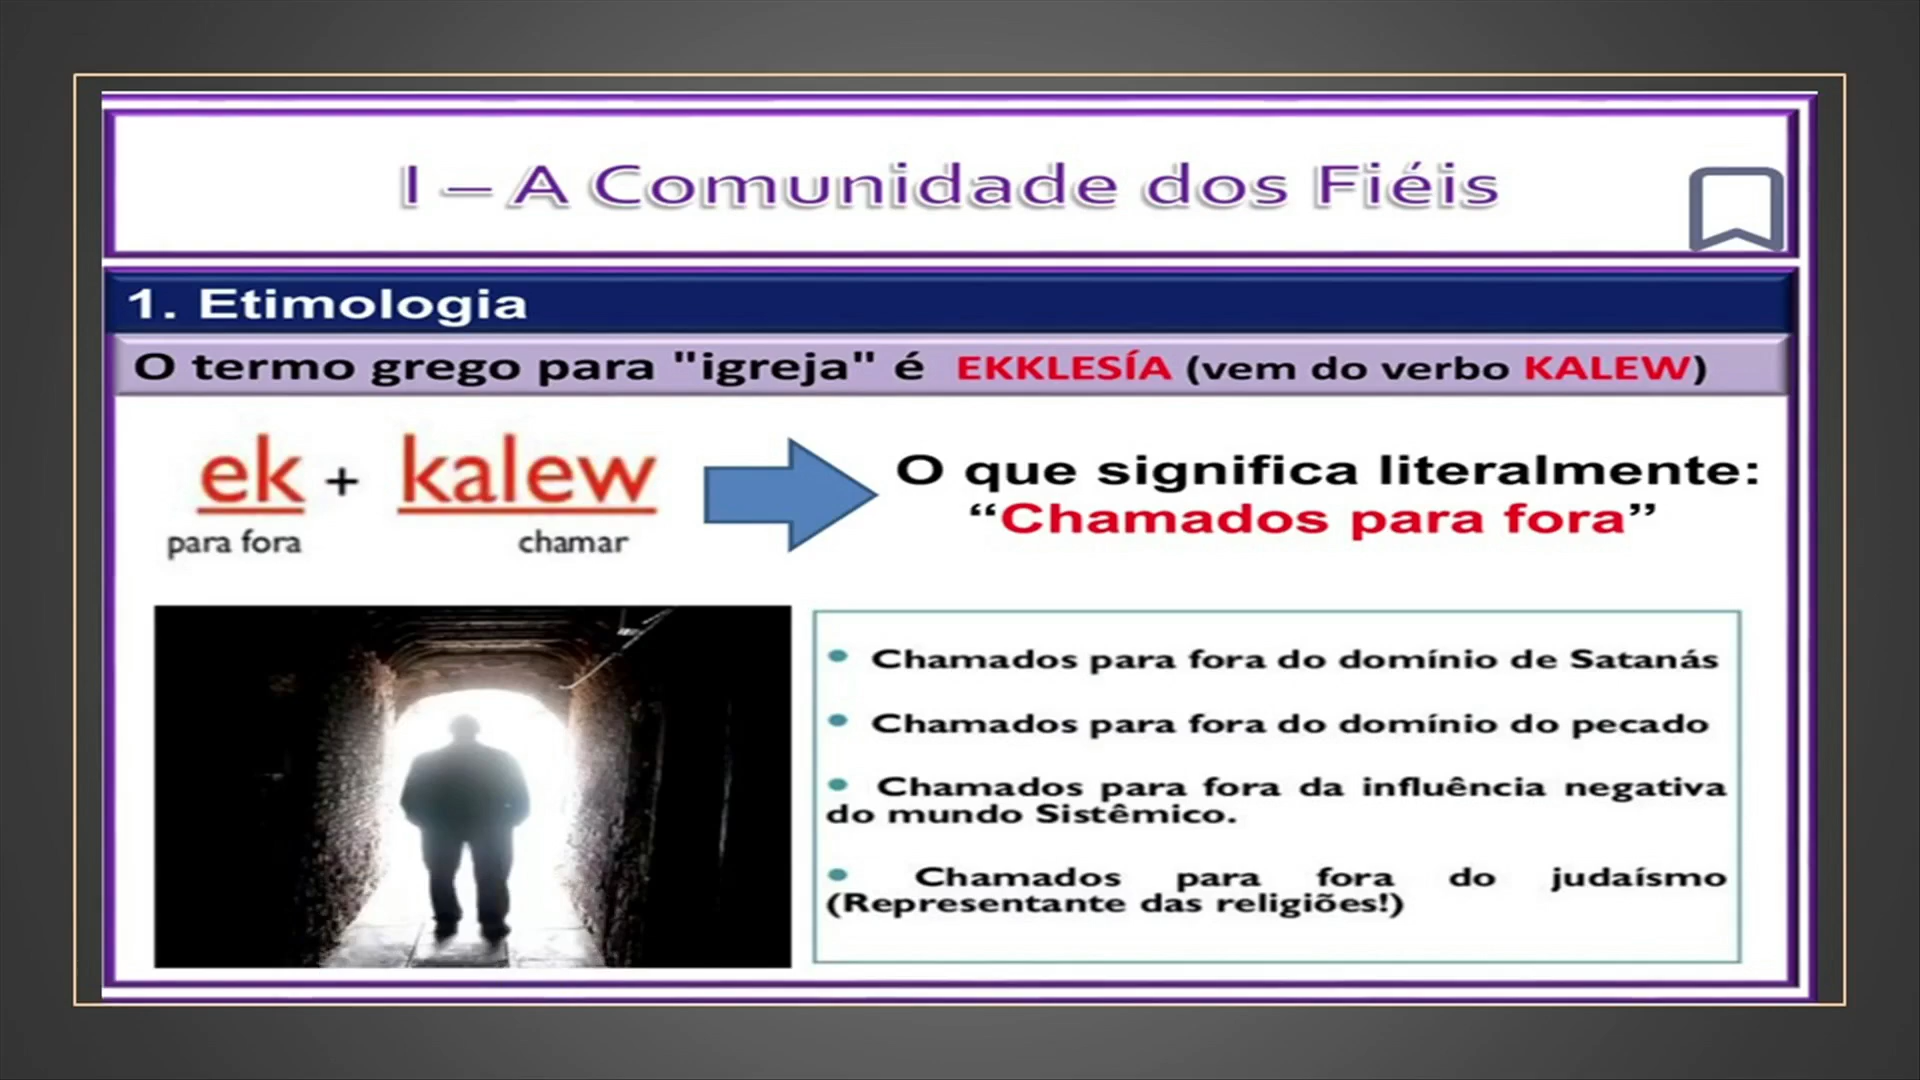 I – A Comunidade dos Fiéis
1. Etimologia
O termo grego para "igreja" é EKKLESÍA (vem do verbo KALEW)
ek + kalew
para fora chamar
O que significa literalmente:
“Chamados para fora”
• Chamados para fora do domínio de Satanás
• Chamados para fora do domínio do pecado
• Chamados para fora da influência negativa
do mundo Sistêmico.
• Chamados para fora do judaísmo
(Representante das religiões!)